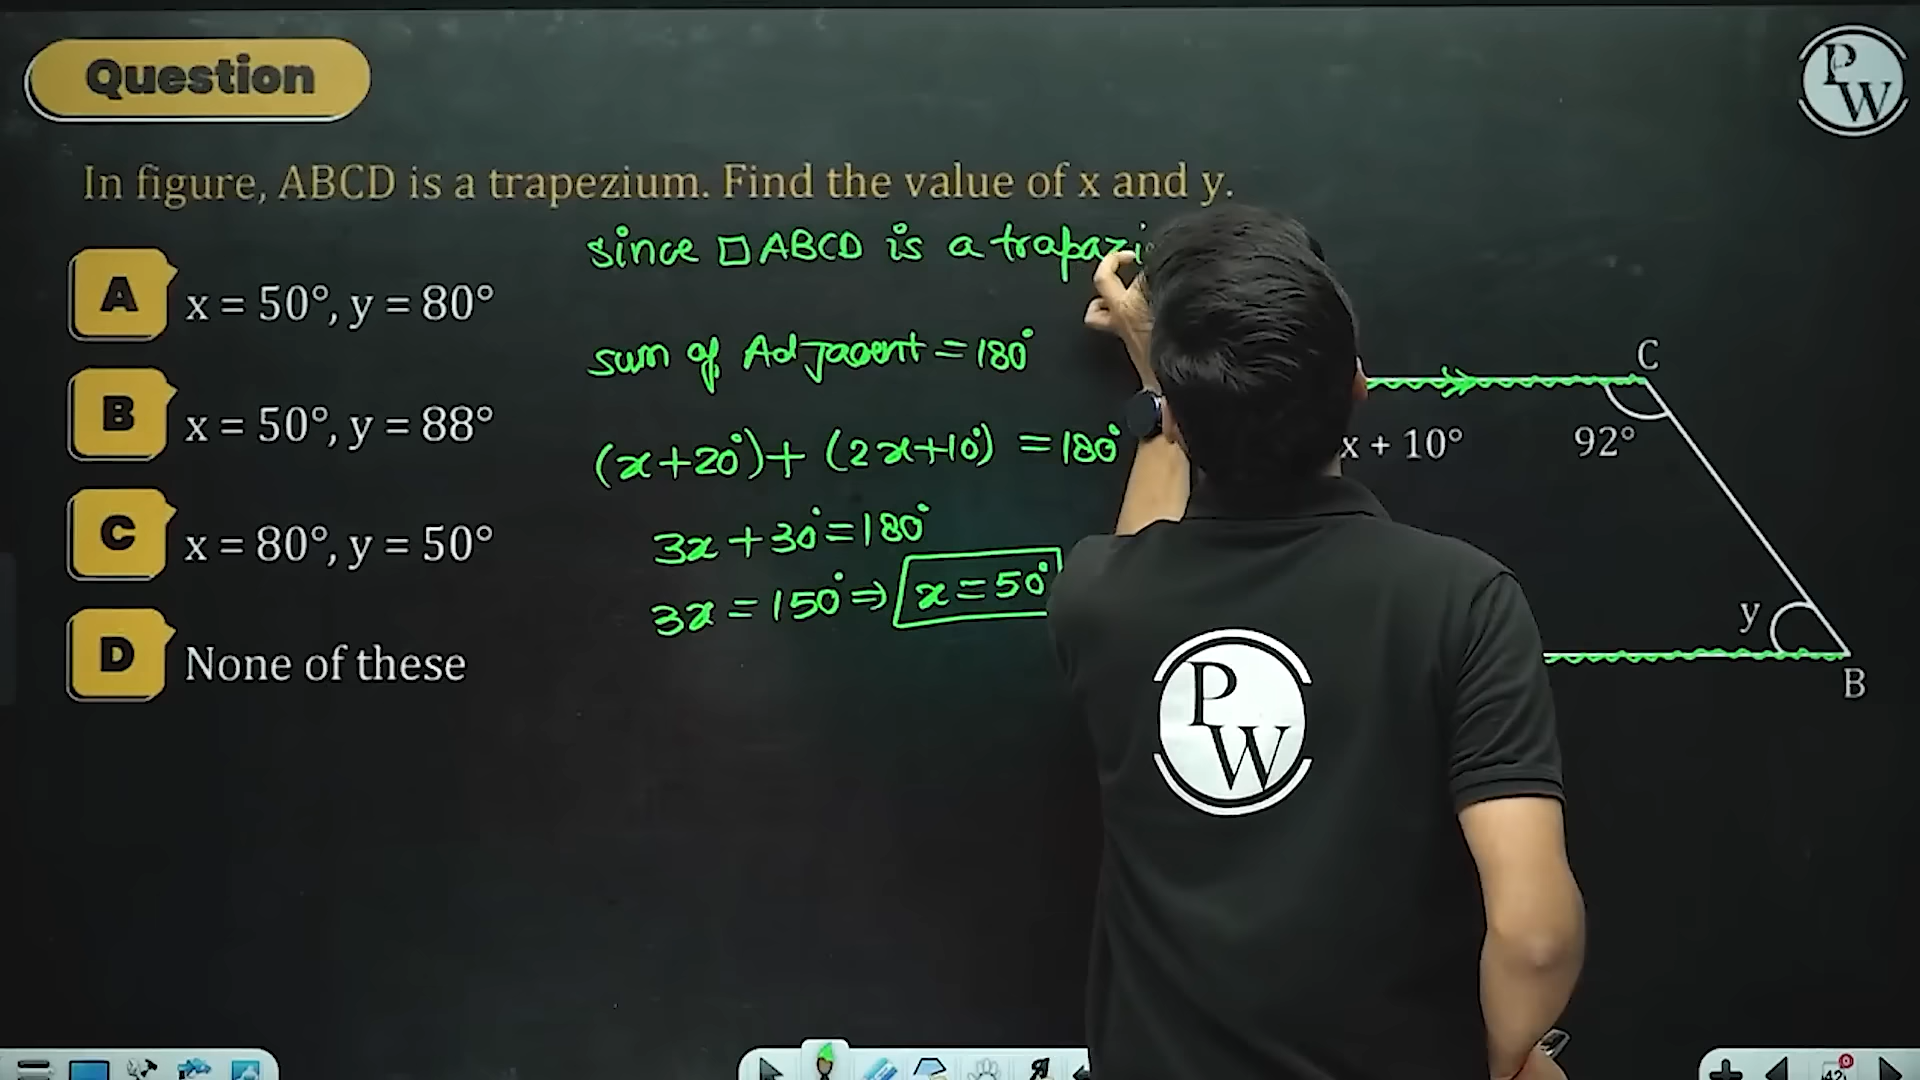 Question
P
W
In figure, ABCD is a trapezium. Find the value of x and y.
since □ABCD is a trapazi
A
x = 50°, y = 80°
sum of Adjacent = 180°
C
B
x = 50°, y = 88°
(x+20°)+(2x+10°) = 180°
x + 10°
92°
C
x = 80°, y = 50°
3x+30°=180°
3x = 150° ⇒ x = 50°
y
D
None of these
B
P
W
42